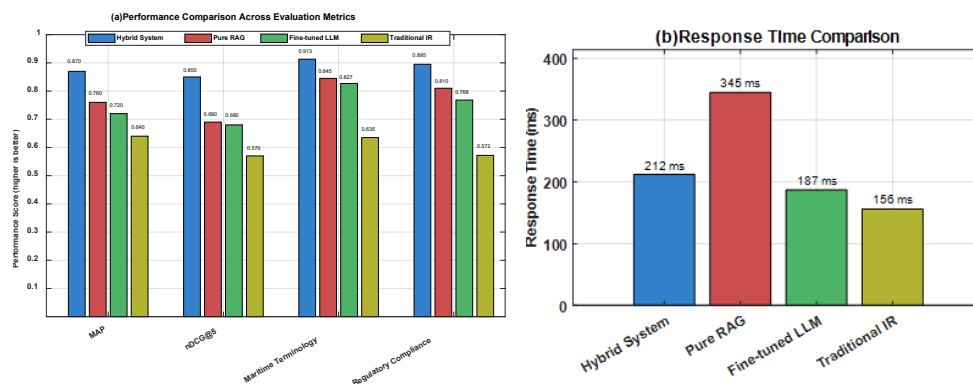 (a)Performance Comparison Across Evaluation Metrics
Hybrid System Pure RAG Fine-tuned LLM Traditional IR
Performance Score (higher is better)
1
0.9
0.8
0.7
0.6
0.5
0.4
0.3
0.2
0.1
0.870
0.760
0.720
0.640
0.850
0.690
0.680
0.570
0.913
0.845
0.827
0.635
0.895
0.810
0.768
0.572
MAP
nDCG@5
Maritime Terminology
Regulatory Compliance
(b)Response Time Comparison
Response Time (ms)
400
300
200
100
0
212 ms
345 ms
187 ms
156 ms
Hybrid System
Pure RAG
Fine-tuned LLM
Traditional IR